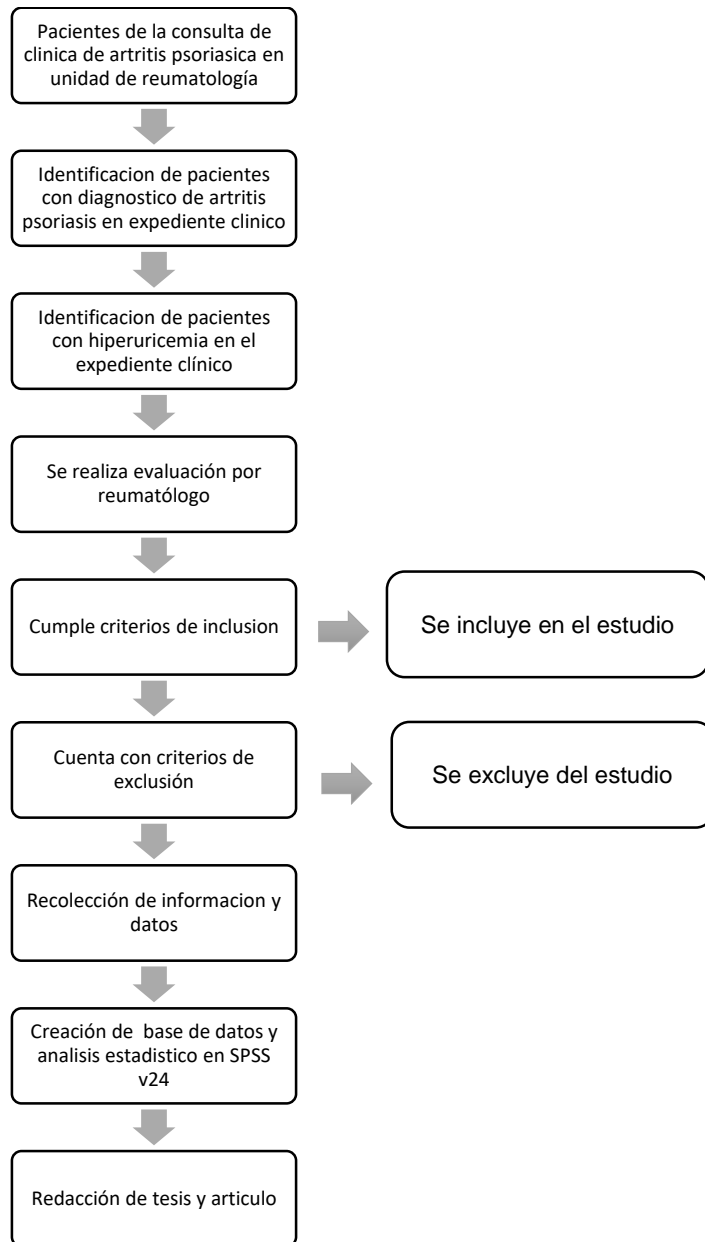 Pacientes de la consulta de
clinica de artritis psoriasica en
unidad de reumatología
Identificacion de pacientes
con diagnostico de artritis
psoriasis en expediente clinico
Identificacion de pacientes
con hiperuricemia en el
expediente clínico
Se realiza evaluación por
reumatólogo
Cumple criterios de inclusion
Se incluye en el estudio
Cuenta con criterios de
exclusión
Se excluye del estudio
Recolección de informacion y
datos
Creación de base de datos y
analisis estadistico en SPSS
v24
Redacción de tesis y articulo